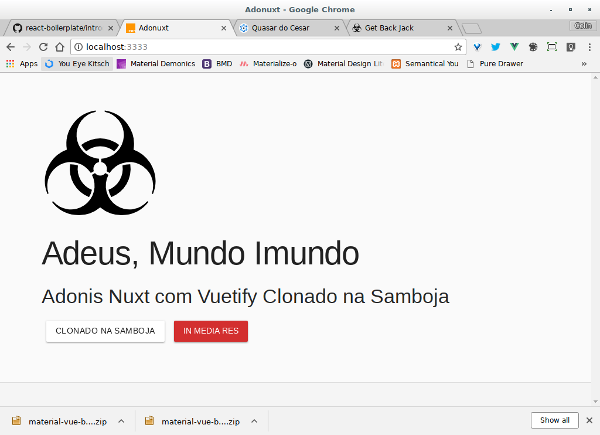 Adonuxt - Google Chrome
react-boilerplate/intro
Adonuxt
Quasar do Cesar
Get Back Jack
Coin
localhost:3333
Apps
You Eye Kitsch
Material Demonics
BMD
Materialize-o
Material Design Lit
Semantical You
Pure Drawer
Adeus, Mundo Imundo
Adonis Nuxt com Vuetify Clonado na Samboja
CLONADO NA SAMBOJA
IN MEDIA RES
material-vue-b....zip
material-vue-b....zip
Show all